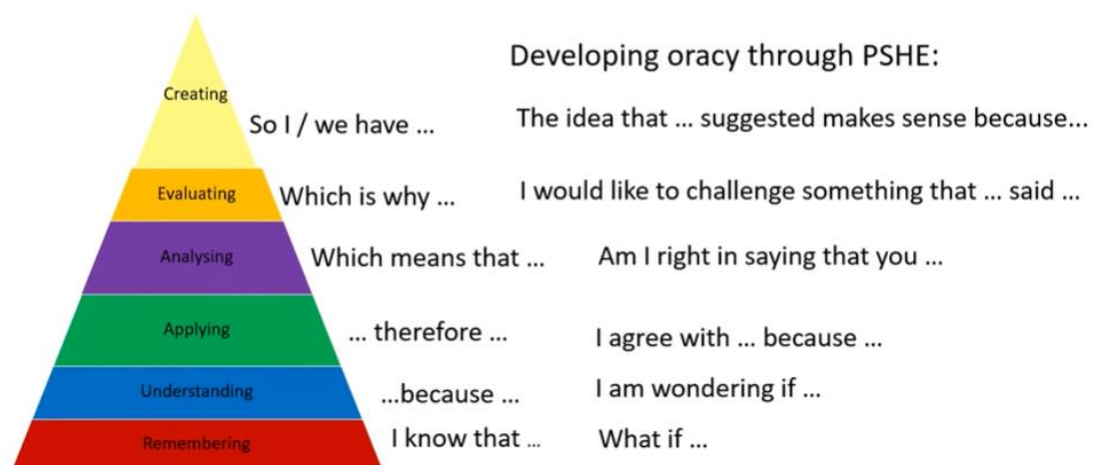 Developing oracy through PSHE:
Creating
So I / we have ...
The idea that ... suggested makes sense because...
Evaluating
Which is why ...
I would like to challenge something that ... said ...
Analysing
Which means that ...
Am I right in saying that you ...
Applying
... therefore ...
I agree with ... because ...
Understanding
...because ...
I am wondering if ...
Remembering
I know that ...
What if ...